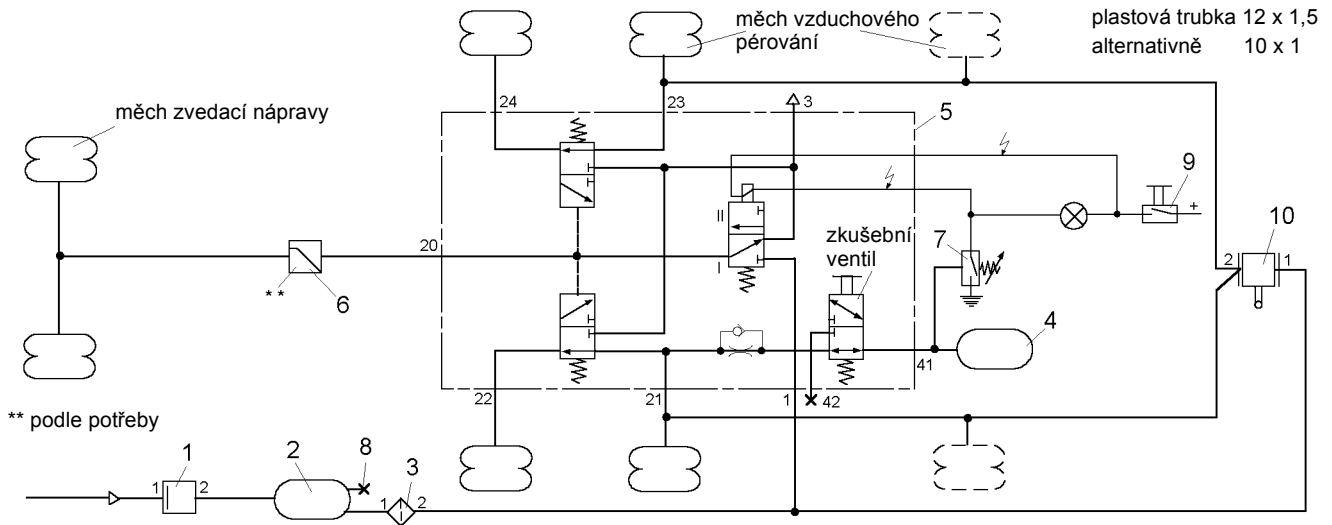 měch vzduchového
pérování
plastová trubka 12 x 1,5
alternativně 10 x 1
měch zvedací nápravy
24
23
3
5
9
+
II
I
zkušební
ventil
7
10
2
1
20
**
6
4
41
22
21
1
42
** podle potřeby
1
1
2
2
8
3
1
2